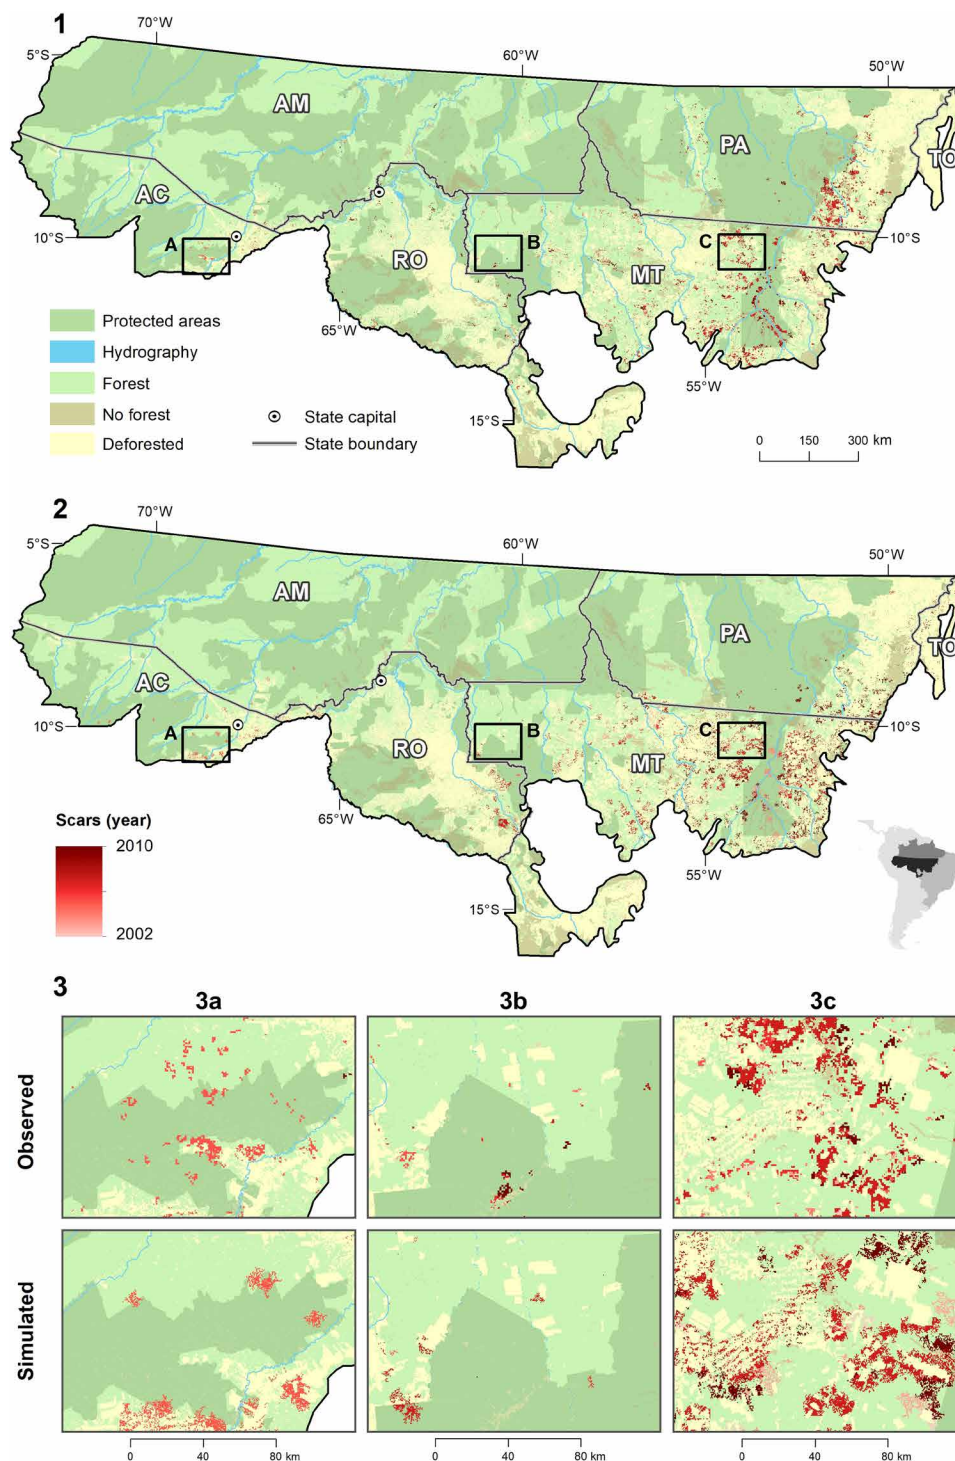 1
70°W
5°S
60°W
50°W
AM
PA
TO
AC
10°S
A
B
C
10°S
RO
MT
Protected areas
Hydrography
65°W
Forest
55°W
No forest
State capital
15°S
Deforested
State boundary
0 150 300 km
2
70°W
5°S
60°W
50°W
AM
PA
TO
AC
10°S
A
B
C
10°S
RO
MT
65°W
Scars (year)
2010
55°W
15°S
2002
3
3a 3b 3c
Observed
Simulated
0 40 80 km
0 40 80 km
0 40 80 km